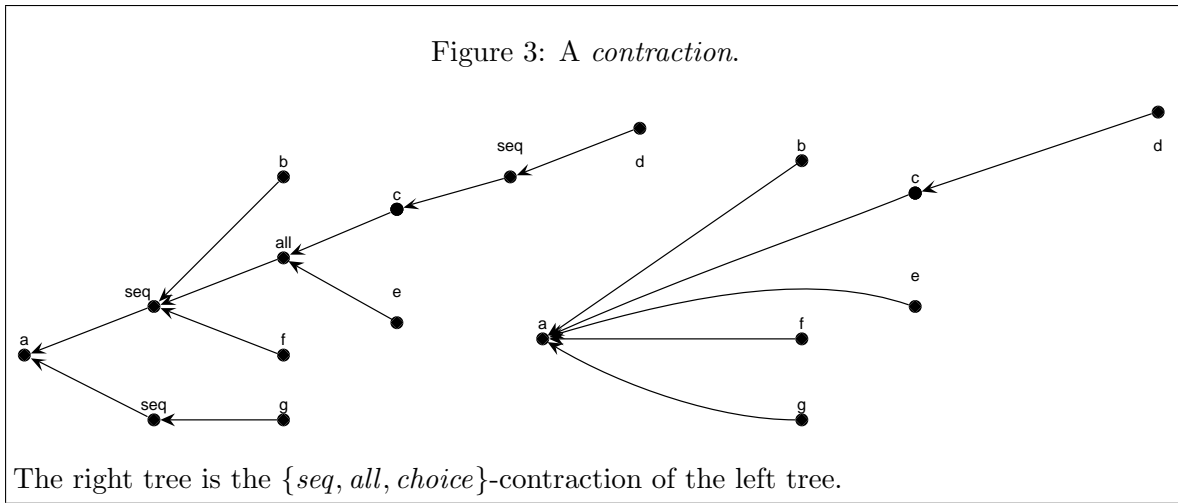 Figure 3: A contraction.
d
b
seq
d
b
c
c
all
seq
e
e
a
f
a
f
seq
g
g
The right tree is the {seq, all, choice}-contraction of the left tree.